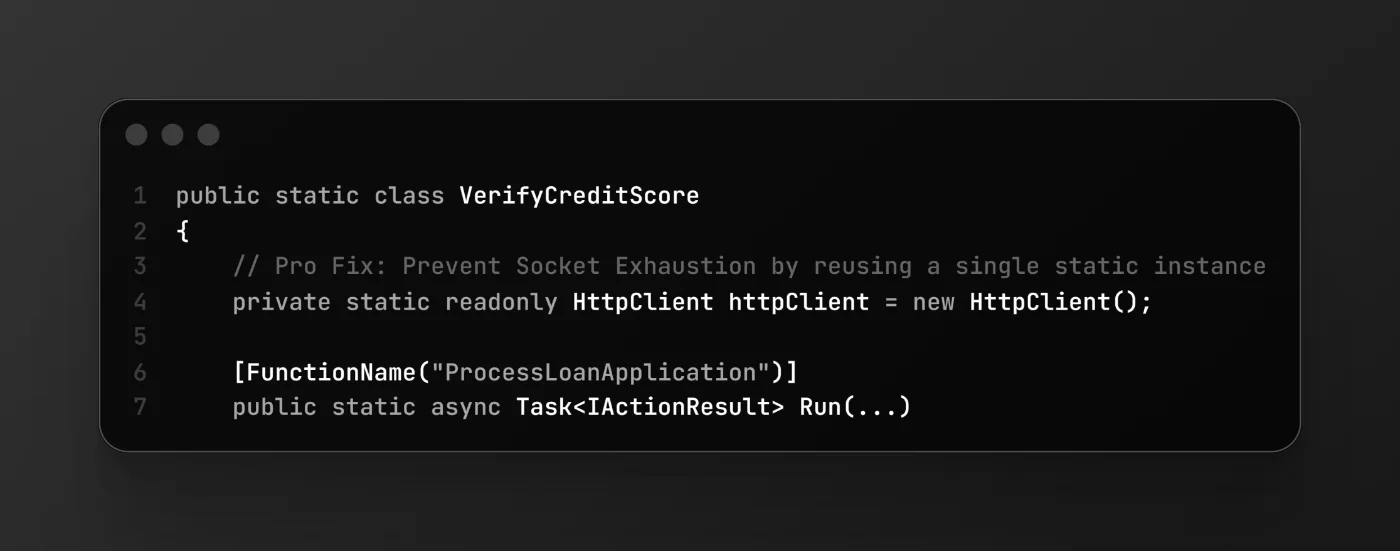 1 public static class VerifyCreditScore
2 {
3 // Pro Fix: Prevent Socket Exhaustion by reusing a single static instance
4 private static readonly HttpClient httpClient = new HttpClient();
5
6 [FunctionName("ProcessLoanApplication")]
7 public static async Task<IActionResult> Run(...)